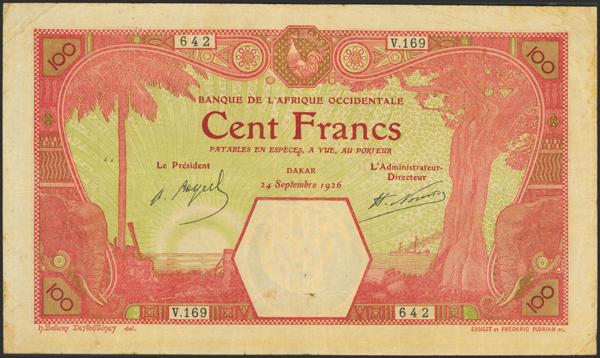 100 642 V.169 100
BANQUE DE L'AFRIQUE OCCIDENTALE
CENT FRANCS
PAYABLES EN ESPÈCES, A VUE, AU PORTEUR
Le Président
DAKAR
L'Administrateur-
Directeur
24 Septembre 1926
100 V.169 642 100
del.
ERNEST ET FREDERIC FLORIAN sc.